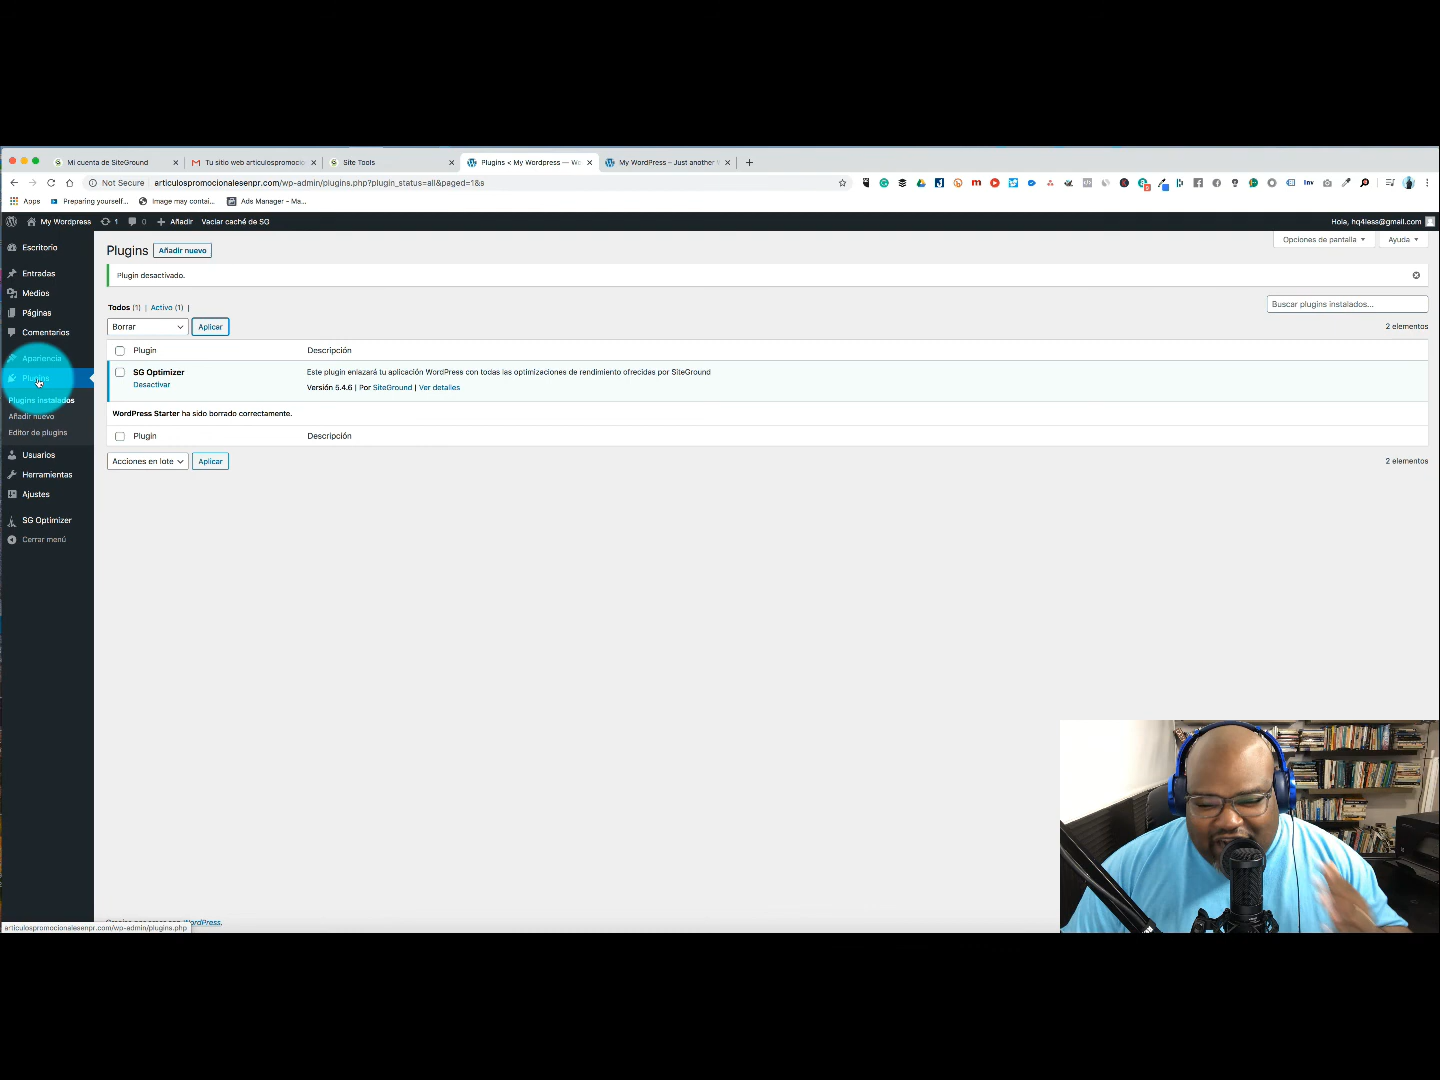 Mi cuenta de SiteGround
Tu sitio web articulospromocio
Site Tools
Plugins < My Wordpress — Wo
My WordPress – Just another W
Not Secure articulospromocionalesenpr.com/wp-admin/plugins.php?plugin_status=all&paged=1&s
Apps Preparing yourself... Image may contai... Ads Manager - Ma...
My Wordpress 1 0 Añadir Vaciar caché de SG Hola, hq4less@gmail.com
Escritorio
Entradas
Medios
Páginas
Comentarios
Apariencia
Plugins
Plugins instalados
Añadir nuevo
Editor de plugins
Usuarios
Herramientas
Ajustes
SG Optimizer
Cerrar menú
Opciones de pantalla Ayuda
Plugins Añadir nuevo
Plugin desactivado.
Todos (1) | Activo (1) |
Buscar plugins instalados...
Borrar Aplicar 2 elementos
Plugin Descripción
SG Optimizer Este plugin enlazará tu aplicación WordPress con todas las optimizaciones de rendimiento ofrecidas por SiteGround
Desactivar Versión 5.4.6 | Por SiteGround | Ver detalles
WordPress Starter ha sido borrado correctamente.
Plugin Descripción
Acciones en lote Aplicar 2 elementos
WordPress.
articulospromocionalesenpr.com/wp-admin/plugins.php